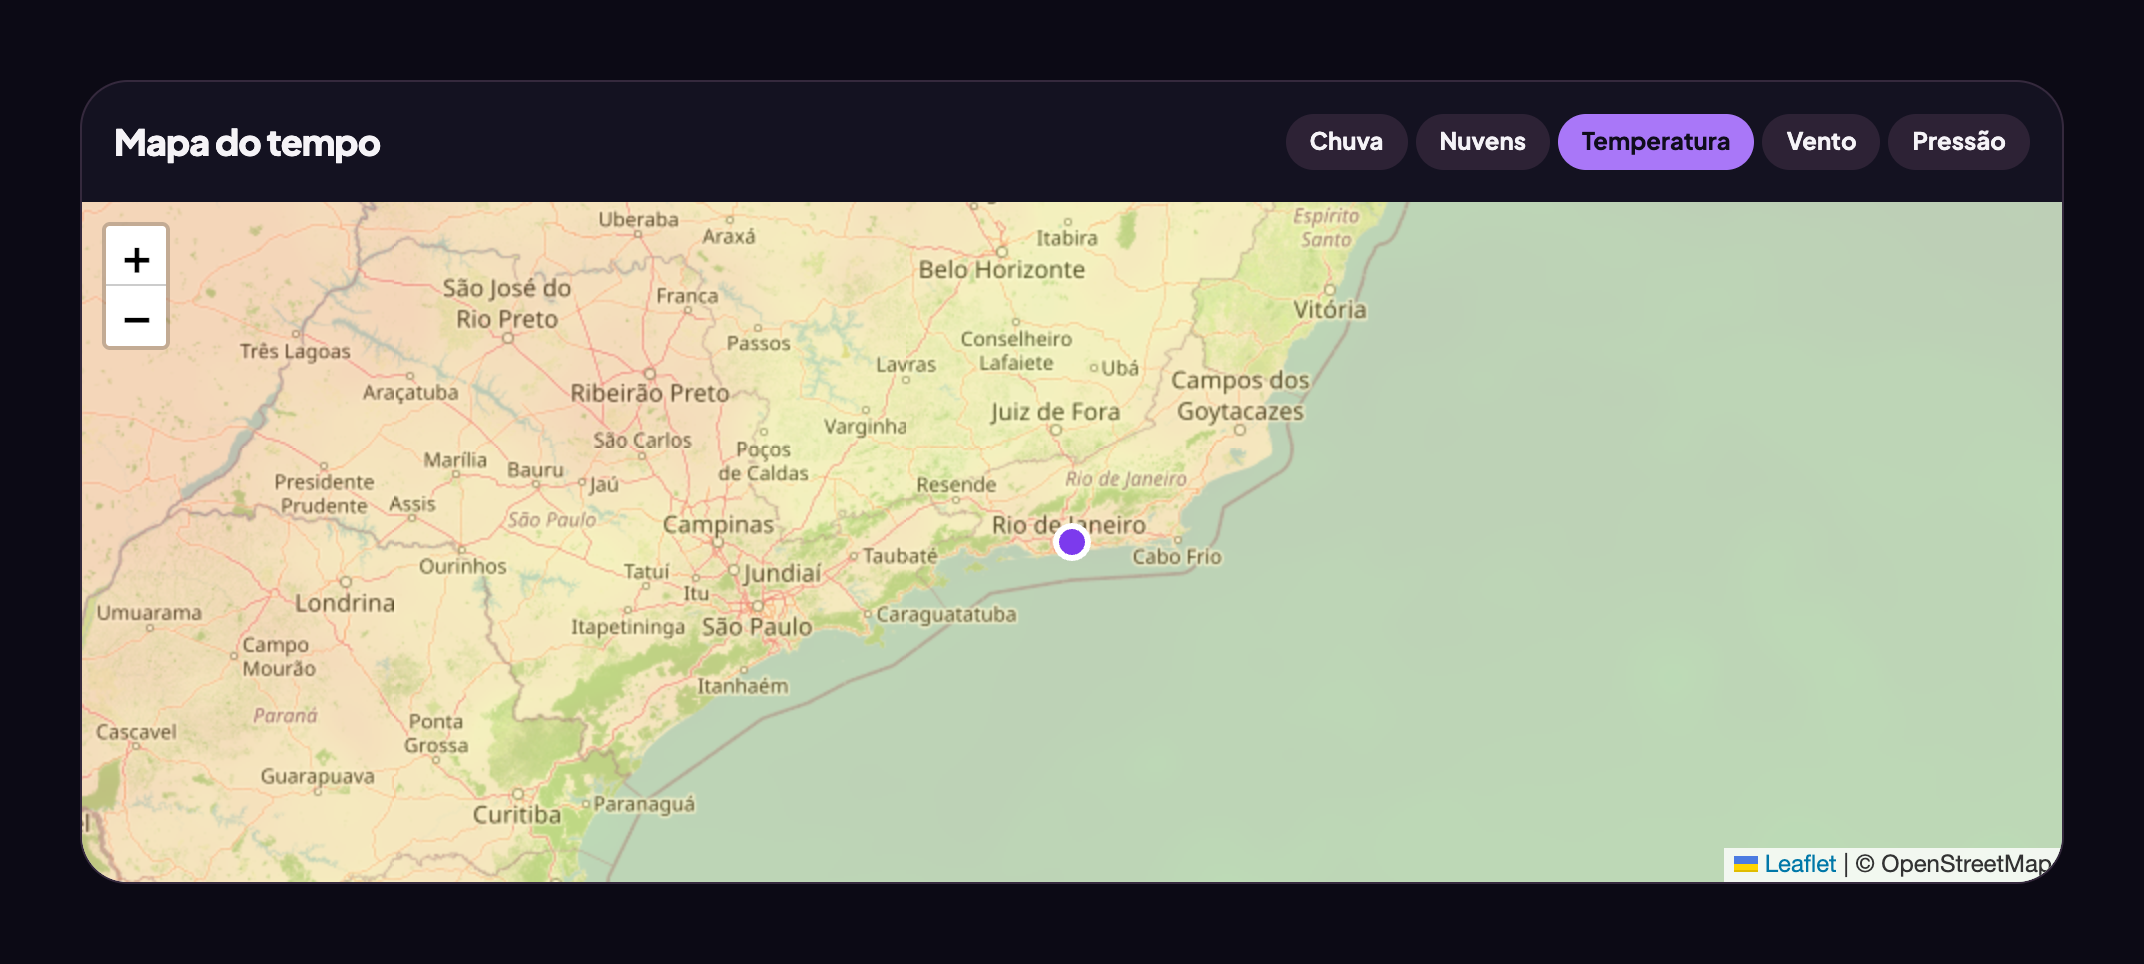 Mapa do tempo
Chuva
Nuvens
Temperatura
Vento
Pressão
+
−
Uberaba
Araxá
Itabira
Espírito
Santo
Belo Horizonte
São José do
Rio Preto
Franca
Vitória
Passos
Conselheiro
Lafaiete
Três Lagoas
Araçatuba
Ribeirão Preto
Lavras
Ubá
Campos dos
Goytacazes
Juiz de Fora
Varginha
São Carlos
Poços
de Caldas
Marília
Bauru
Jaú
Presidente
Prudente
Assis
Resende
Rio de Janeiro
São Paulo
Campinas
Rio de Janeiro
Cabo Frio
Taubaté
Ourinhos
Tatuí
Jundiaí
Itu
Londrina
Umuarama
Itapetininga
São Paulo
Caraguatatuba
Campo
Mourão
Itanhaém
Paraná
Ponta
Grossa
Cascavel
Guarapuava
Curitiba
Paranaguá
Leaflet | © OpenStreetMap